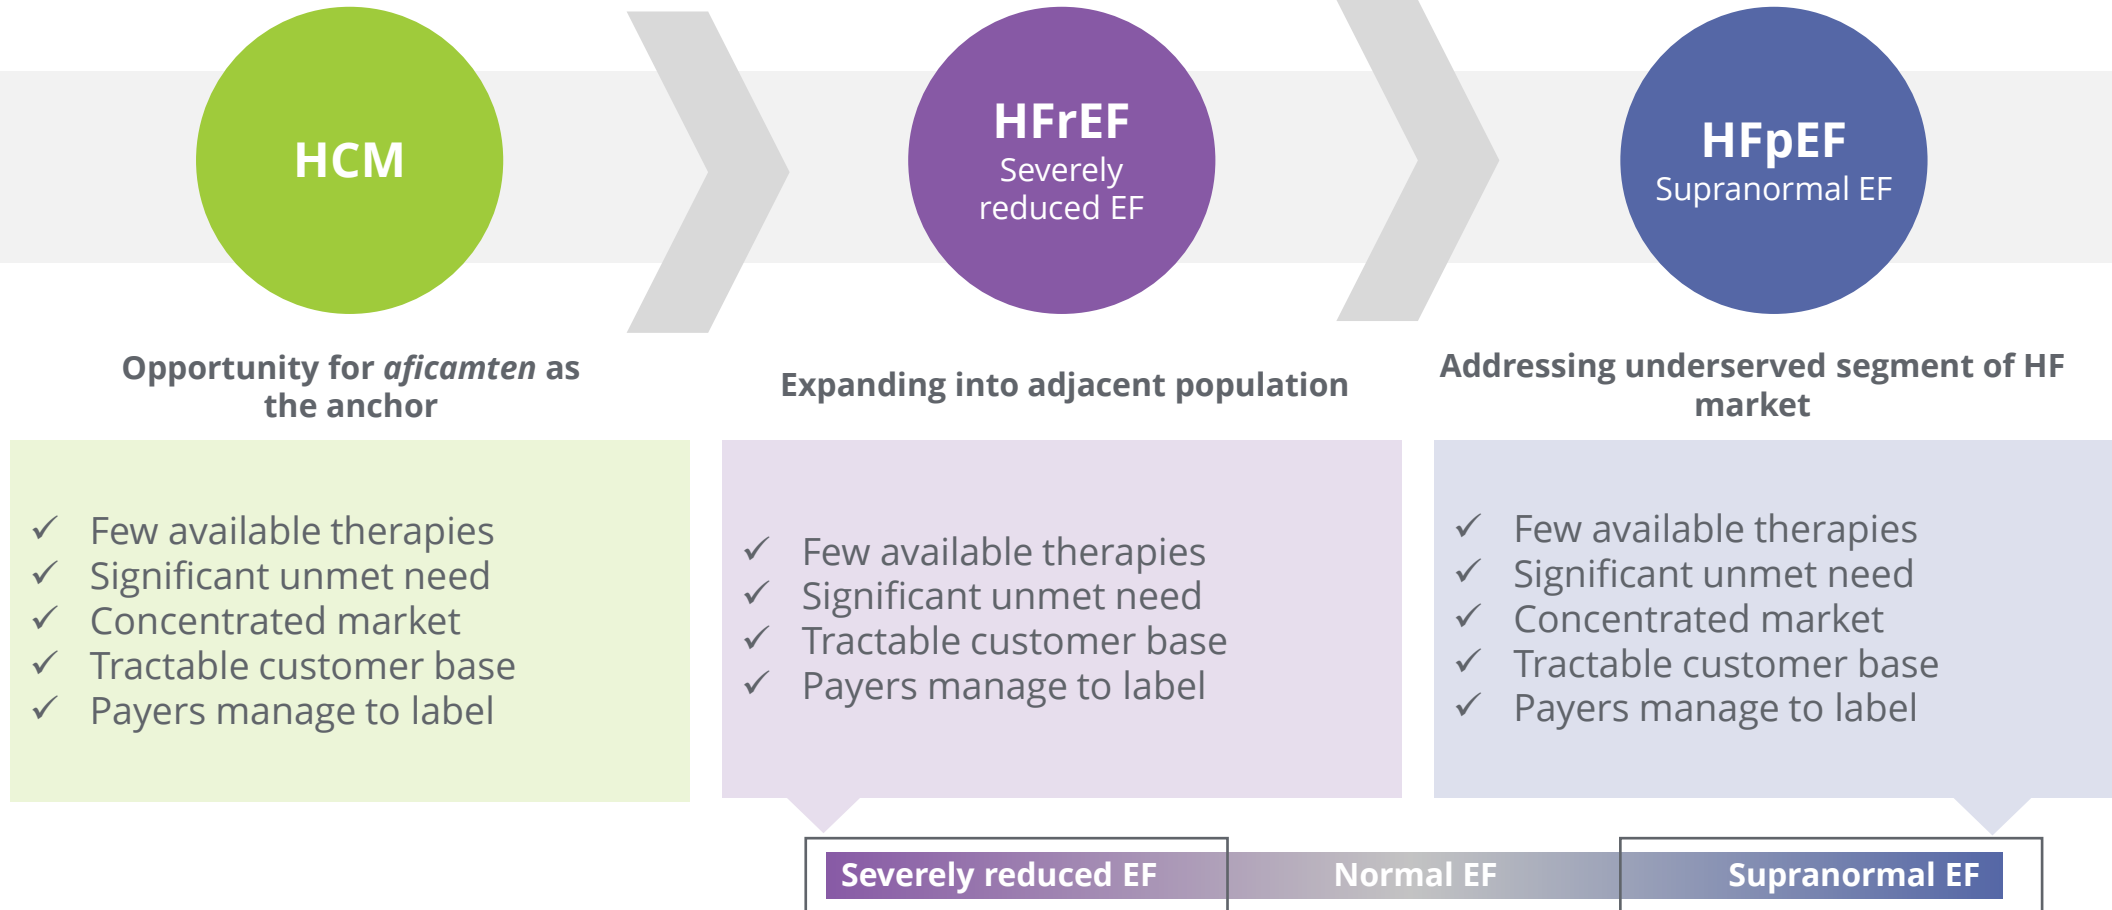 HCM
HFrEF
Severely
reduced EF
HFpEF
Supranormal EF
Opportunity for aficamten as
the anchor
Expanding into adjacent population
Addressing underserved segment of HF
market
✓ Few available therapies
✓ Significant unmet need
✓ Concentrated market
✓ Tractable customer base
✓ Payers manage to label
✓ Few available therapies
✓ Significant unmet need
✓ Tractable customer base
✓ Payers manage to label
✓ Few available therapies
✓ Significant unmet need
✓ Concentrated market
✓ Tractable customer base
✓ Payers manage to label
Severely reduced EF
Normal EF
Supranormal EF